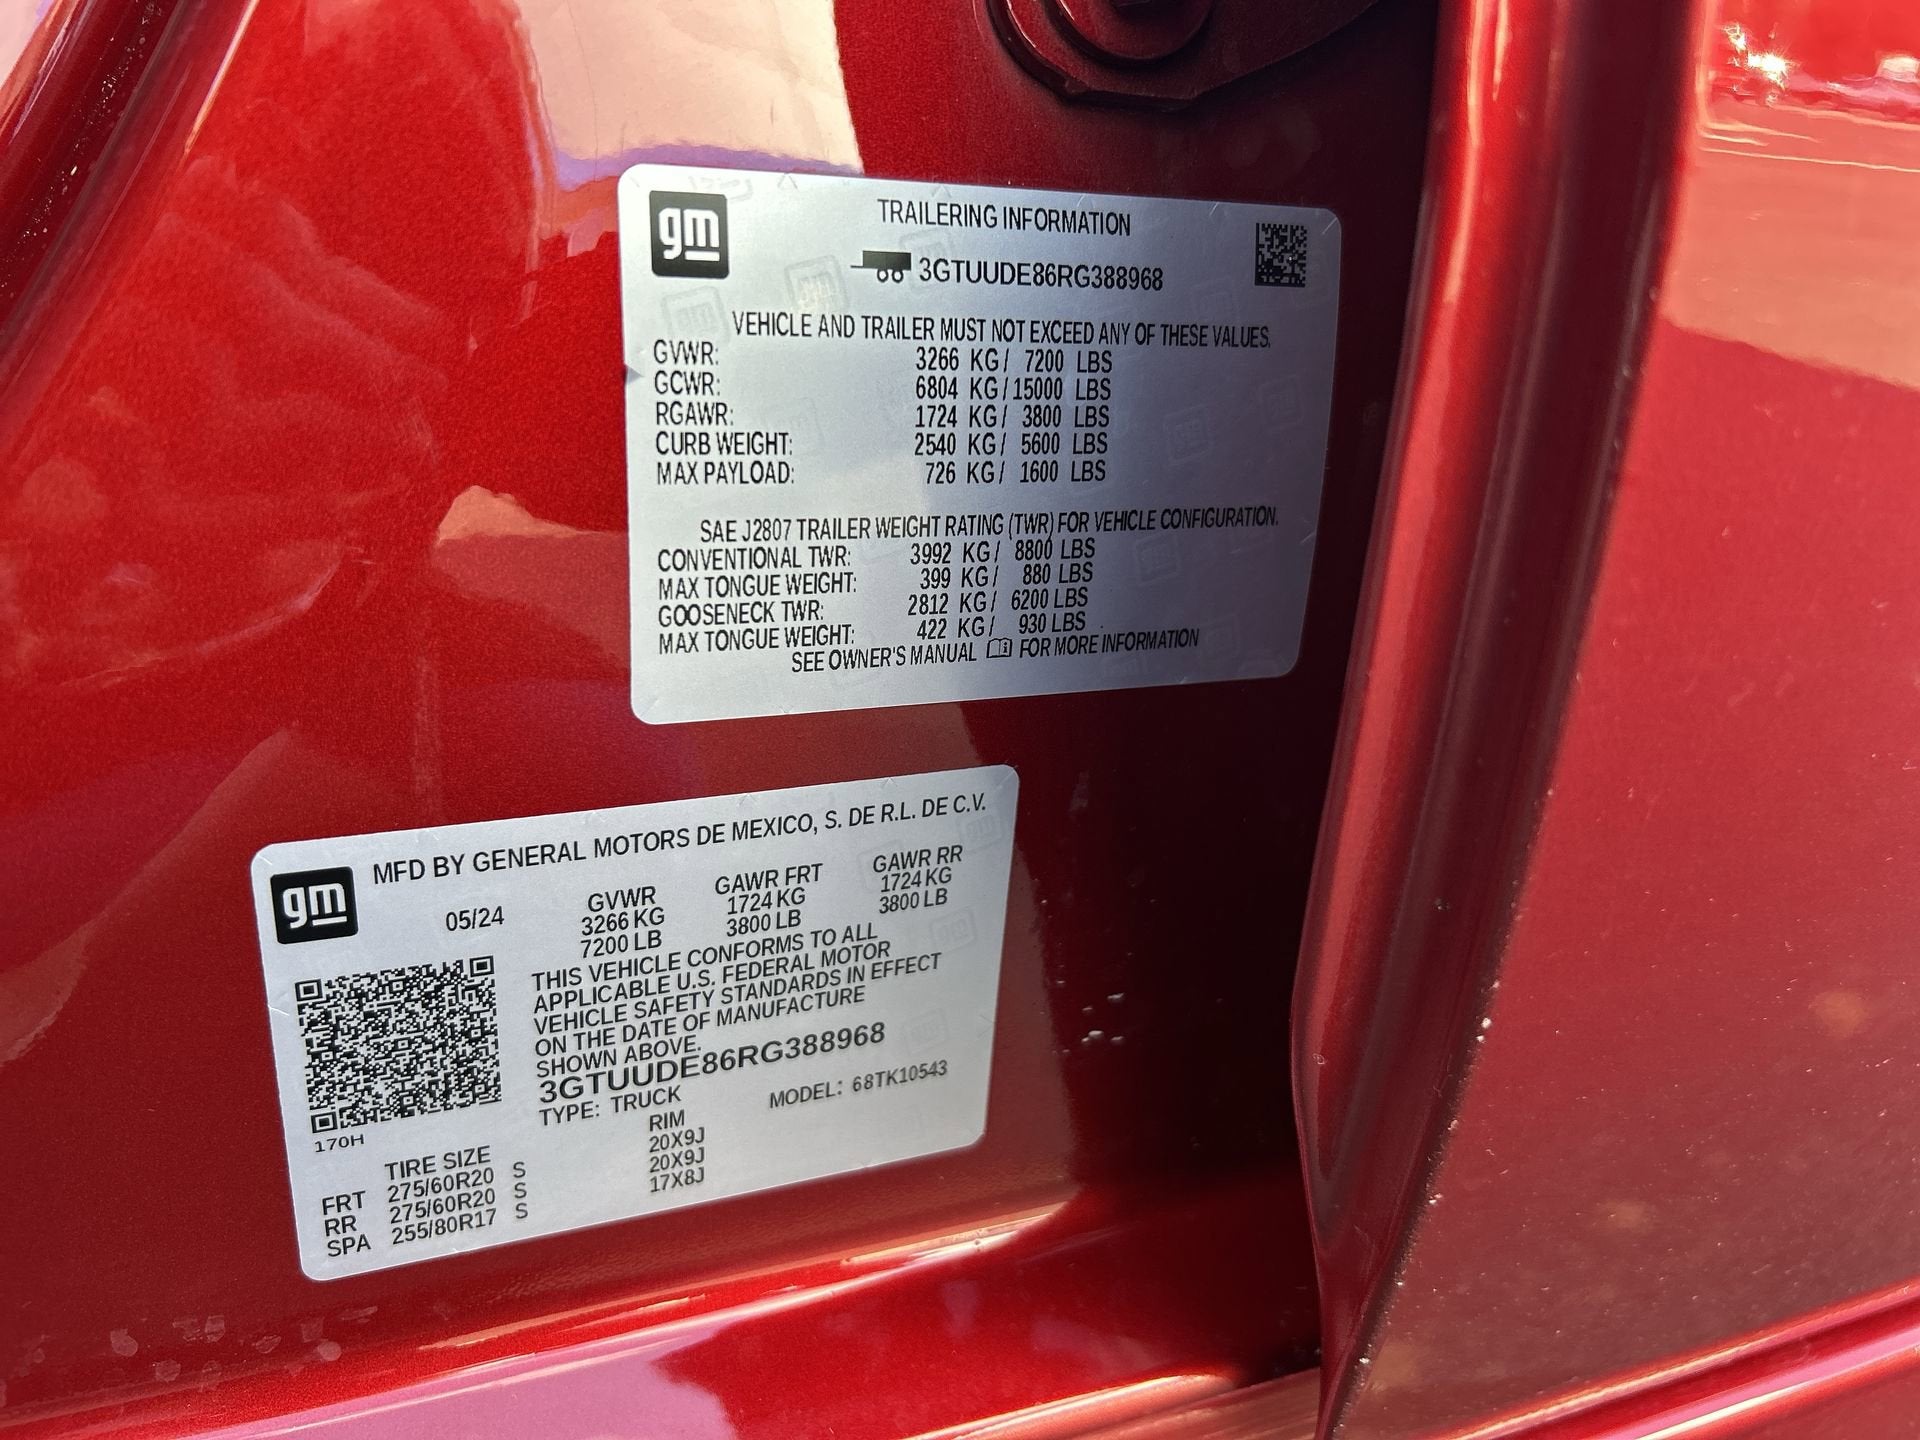 gm
TRAILERING INFORMATION
3GTUUDE86RG388968
VEHICLE AND TRAILER MUST NOT EXCEED ANY OF THESE VALUES.
GVWR: 3266 KG/ 7200 LBS
GCWR: 6804 KG/15000 LBS
RGAWR: 1724 KG/ 3800 LBS
CURB WEIGHT: 2540 KG/ 5600 LBS
MAX PAYLOAD: 726 KG/ 1600 LBS
SAE J2807 TRAILER WEIGHT RATING (TWR) FOR VEHICLE CONFIGURATION.
CONVENTIONAL TWR: 3992 KG/ 8800 LBS
MAX TONGUE WEIGHT: 399 KG/ 880 LBS
GOOSENECK TWR: 2812 KG/ 6200 LBS
MAX TONGUE WEIGHT: 422 KG/ 930 LBS
SEE OWNER'S MANUAL FOR MORE INFORMATION
gm
MFD BY GENERAL MOTORS DE MEXICO, S. DE R.L. DE C.V.
05/24 GVWR GAWR FRT GAWR RR
3266 KG 1724 KG 1724 KG
7200 LB 3800 LB 3800 LB
THIS VEHICLE CONFORMS TO ALL
APPLICABLE U.S. FEDERAL MOTOR
VEHICLE SAFETY STANDARDS IN EFFECT
ON THE DATE OF MANUFACTURE
SHOWN ABOVE.
3GTUUDE86RG388968
TYPE: TRUCK MODEL: 68TK10543
170H
TIRE SIZE RIM
FRT 275/60R20 S 20X9J
RR 275/60R20 S 20X9J
SPA 255/80R17 S 17X8J